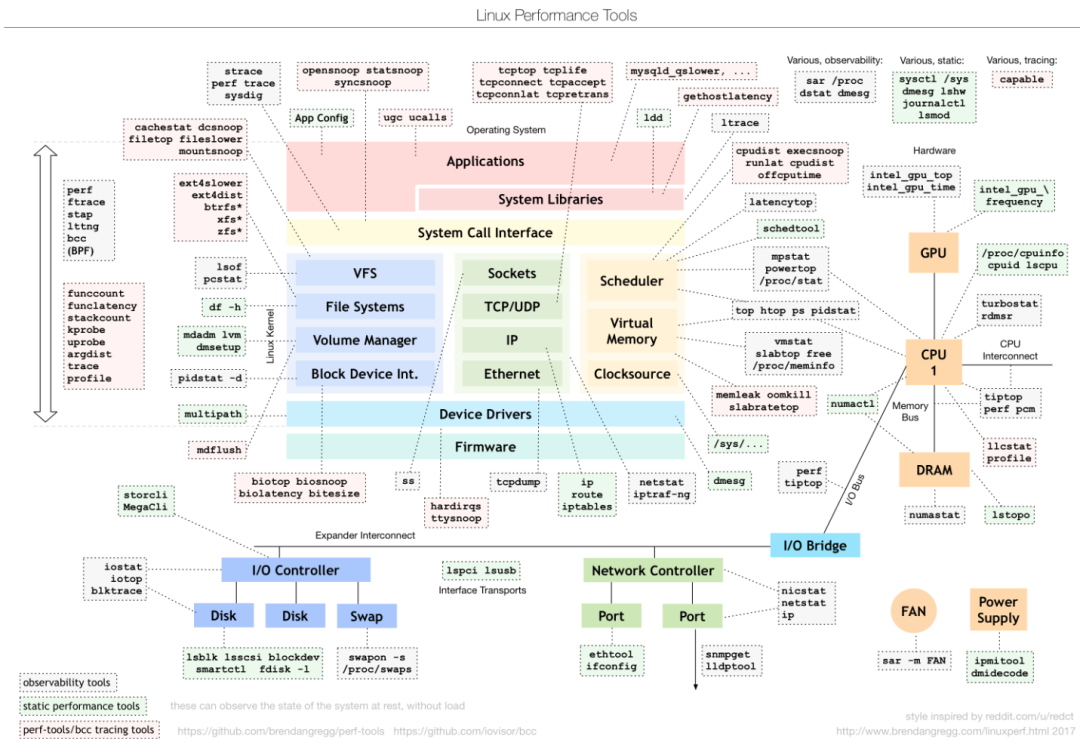 Linux Performance Tools
strace
perf trace
sysdig
opensnoop statsnoop
syncsnoop
tcptop tcplife
tcpconnect tcpaccept
tcpconnlat tcpretrans
mysqld_qslower, ...
gethostlatency
Various, observability:
sar /proc
dstat dmesg
Various, static:
sysctl /sys
dmesg lshw
journalctl
lsmod
Various, tracing:
capable
App Config
ugc ucalls
ldd
ltrace
Operating System
Hardware
cachestat dcsnoop
filetop fileslower
mountsnoop
Applications
System Libraries
System Call Interface
cpudist execsnoop
runlat cpudist
offcputime
intel_gpu_top
intel_gpu_time
intel_gpu_\
frequency
perf
ftrace
stap
lttng
bcc
(BPF)
ext4slower
ext4dist
btrfs*
xfs*
zfs*
latencytop
schedtool
mpstat
powertop
/proc/stat
GPU
/proc/cpuinfo
cpuid lscpu
lsof
pcstat
VFS
Sockets
Scheduler
df -h
File Systems
TCP/UDP
top htop ps pidstat
turbostat
rdmsr
funccount
funclatency
stackcount
kprobe
uprobe
argdist
trace
profile
mdadm lvm
dmsetup
Linux Kernel
Volume Manager
IP
Virtual
Memory
vmstat
slabtop free
/proc/meminfo
CPU
1
CPU
Interconnect
pidstat -d
Block Device Int.
Ethernet
Clocksource
memleak oomkill
slabratetop
numactl
Memory
Bus
tiptop
perf pcm
multipath
Device Drivers
mdflush
Firmware
/sys/...
llcstat
profile
DRAM
biotop biosnoop
biolatency bitesize
ss
tcpdump
ip
route
iptables
netstat
iptraf-ng
dmesg
perf
tiptop
I/O Bus
hardirqs
ttysnoop
numastat
lstopo
storcli
MegaCli
Expander Interconnect
I/O Bridge
iostat
iotop
blktrace
I/O Controller
lspci lsusb
Interface Transports
Network Controller
nicstat
netstat
ip
Disk
Disk
Swap
Port
Port
FAN
Power
Supply
lsblk lsscsi blockdev
smartctl fdisk -l
swapon -s
/proc/swaps
ethtool
ifconfig
snmpget
lldptool
sar -m FAN
ipmitool
dmidecode
observability tools
static performance tools
these can observe the state of the system at rest, without load
perf-tools/bcc tracing tools
https://github.com/brendangregg/perf-tools https://github.com/iovisor/bcc
style inspired by reddit.com/u/redct
http://www.brendangregg.com/linuxperf.html 2017